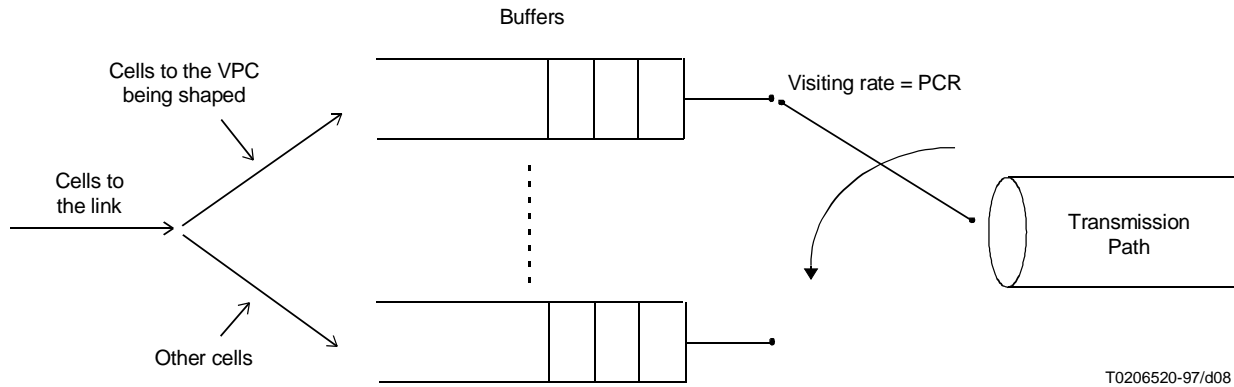 Buffers
Cells to the VPC
being shaped
Visiting rate = PCR
Cells to
the link
Transmission
Path
Other cells
T0206520-97/d08